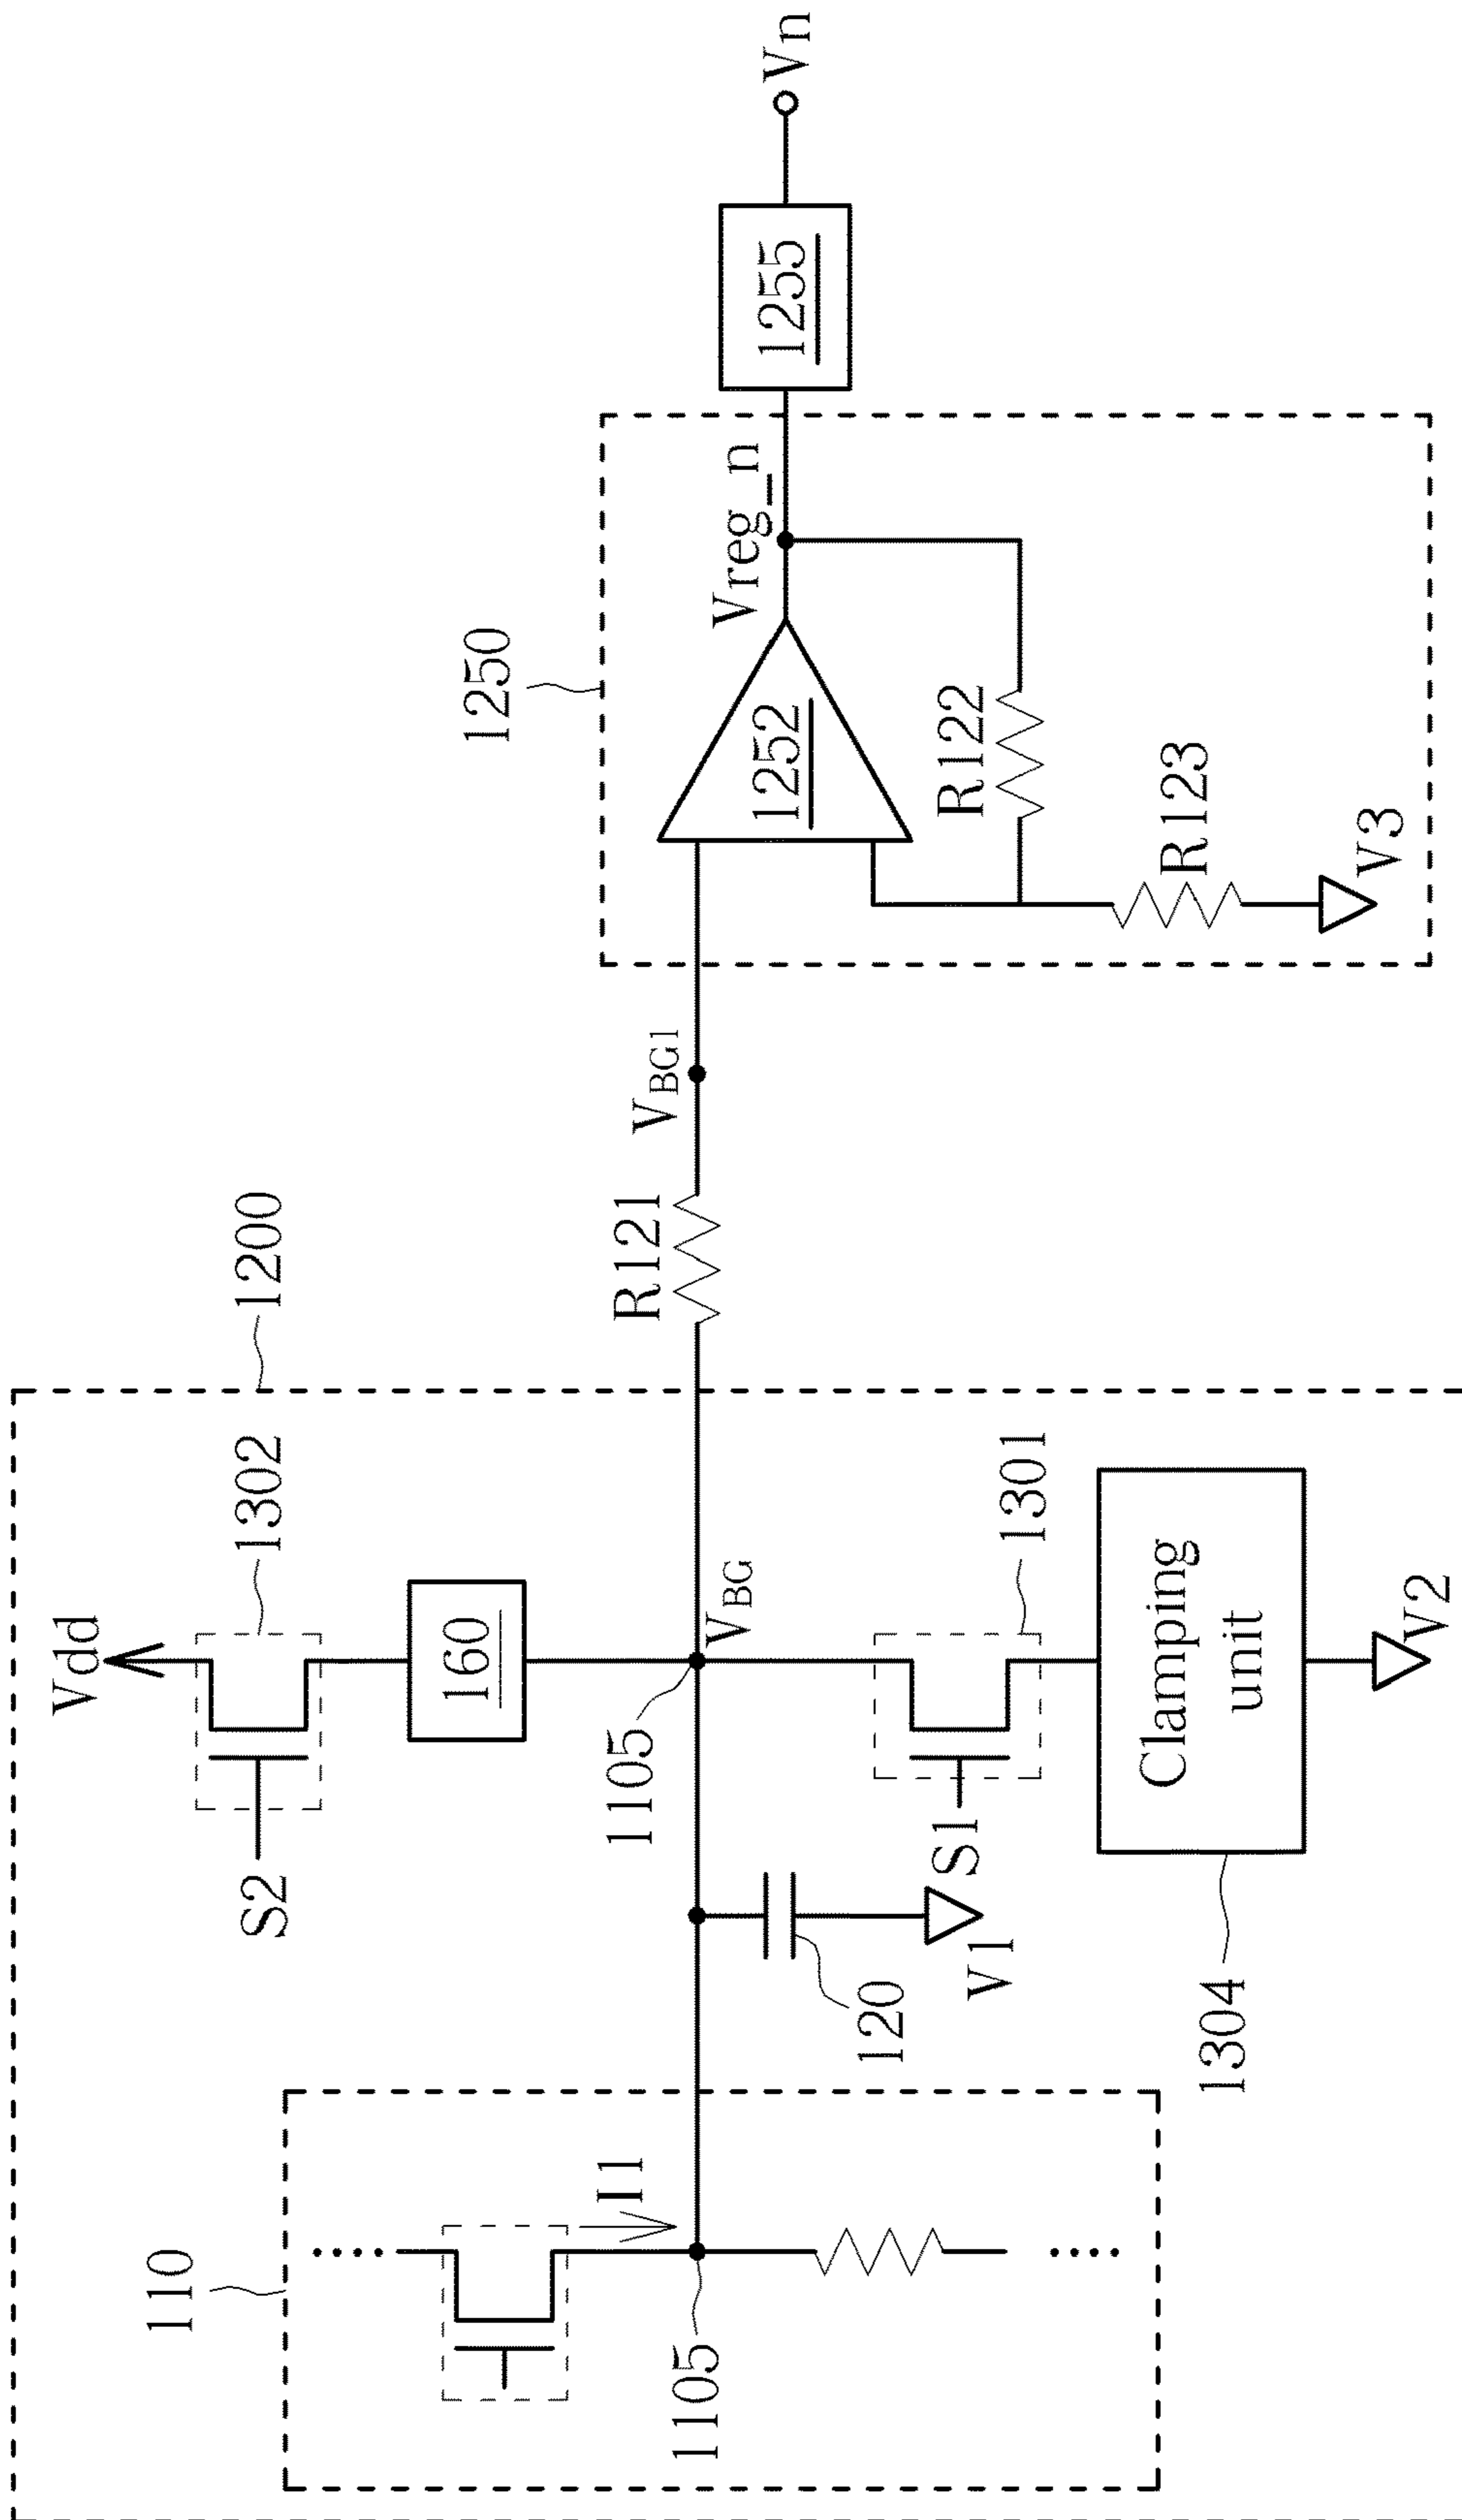 1200
Vdd
S2
1302
160
110
I1
1105
1105
VBG
120
V1
S1
1301
1304
Clamping
unit
V2
R121
VBG1
1250
1252
Vreg_n
R122
R123
V3
1255
Vn